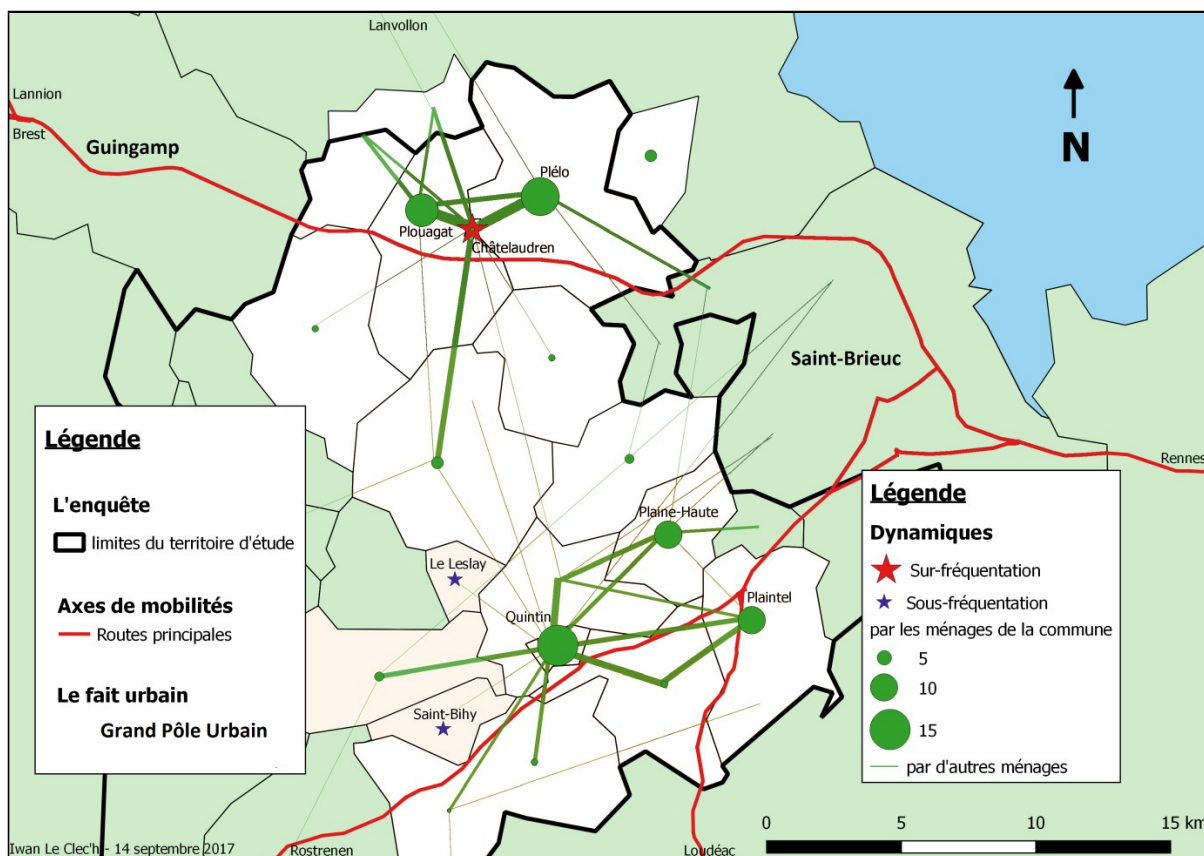 Lanvollon
Lannion
Brest
Guingamp
N
Plélo
Plouagat
Châtelaudren
Saint-Brieuc
Rennes
Plaine-Haute
Le Leslay
Plaintel
Quintin
Saint-Bihy
Légende
L'enquête
limites du territoire d'étude
Axes de mobilités
Routes principales
Le fait urbain
Grand Pôle Urbain
Légende
Dynamiques
Sur-fréquentation
Sous-fréquentation
par les ménages de la commune
5
10
15
par d'autres ménages
0 5 10 15 km
Iwan Le Clec'h - 14 septembre 2017
Rostrenen
Loudéac